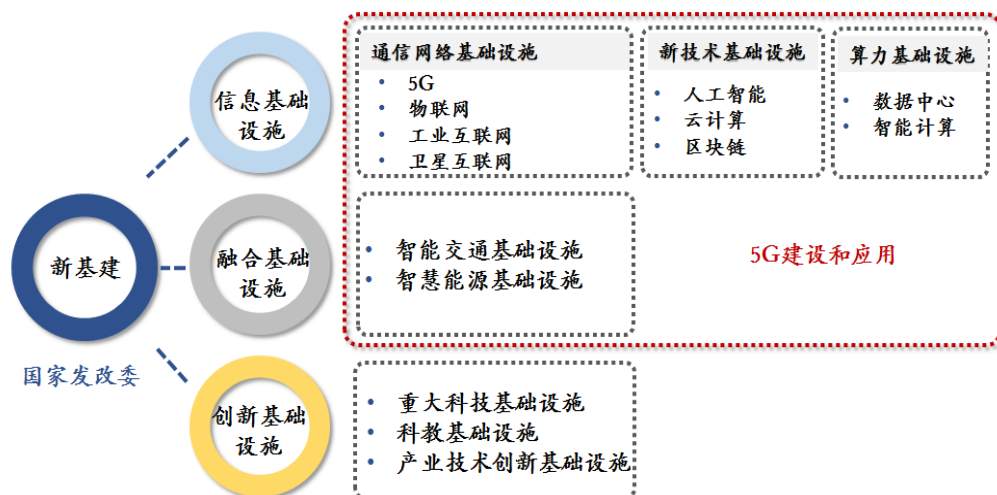 通信网络基础设施
5G
物联网
工业互联网
卫星互联网
新技术基础设施
人工智能
云计算
区块链
算力基础设施
数据中心
智能计算
信息基础
设施
新基建
国家发改委
融合基础
设施
智能交通基础设施
智慧能源基础设施
5G建设和应用
创新基础
设施
重大科技基础设施
科教基础设施
产业技术创新基础设施